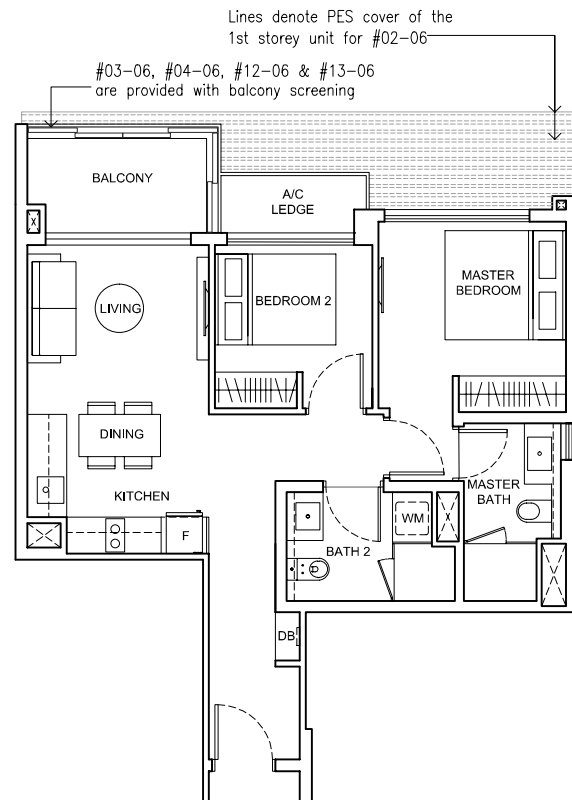 Lines denote PES cover of the
1st storey unit for #02-06
#03-06, #04-06, #12-06 & #13-06
are provided with balcony screening
BALCONY
A/C
LEDGE
MASTER
BEDROOM
LIVING
BEDROOM 2
DINING
KITCHEN
MASTER
BATH
WM
F
BATH 2
DB